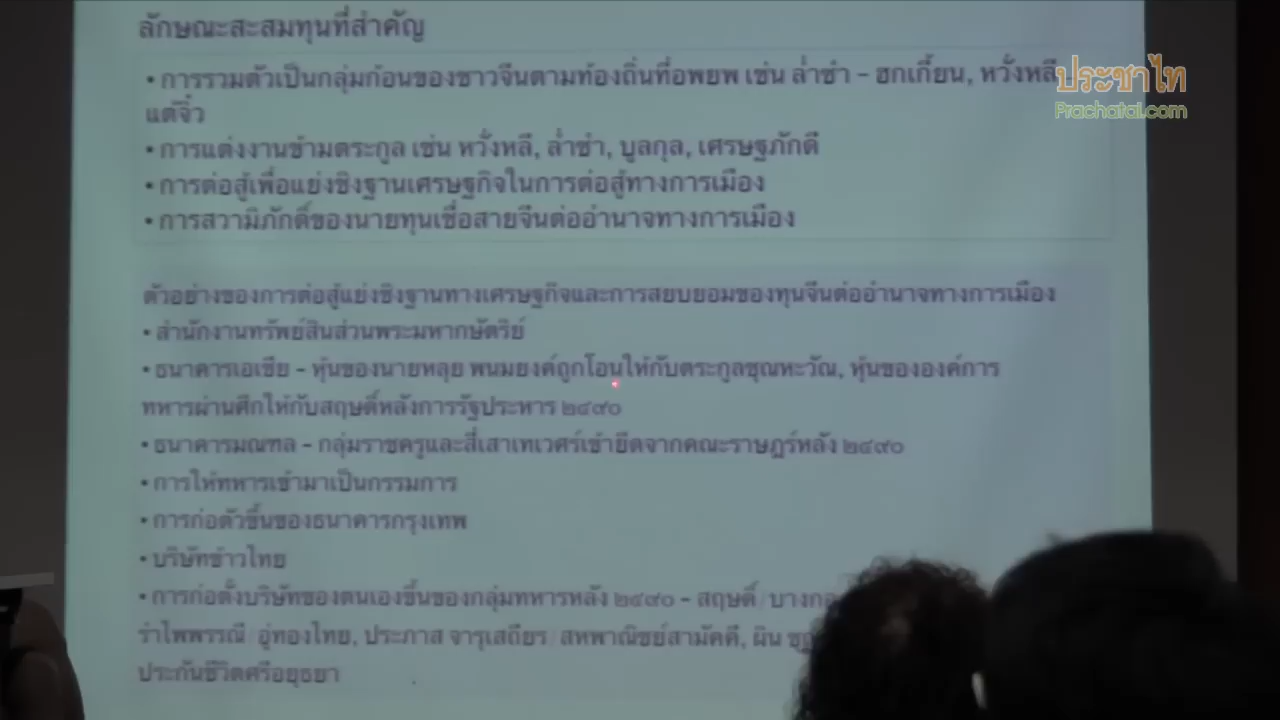 ลักษณะสะสมทุนที่สำคัญ
• การรวมตัวเป็นกลุ่มก้อนของชาวจีนตามท้องถิ่นที่อพยพ เช่น ล่ำซำ – ฮกเกี้ยน, หวั่งหลี
ประชาไท
Prachatai.com
แต้จิ๋ว
• การแต่งงานข้ามตระกูล เช่น หวั่งหลี, ล่ำซำ, บูลกุล, เศรษฐภักดี
• การต่อสู้เพื่อแย่งชิงฐานเศรษฐกิจในการต่อสู้ทางการเมือง
• การสวามิภักดิ์ของนายทุนเชื่อสายจีนต่ออำนาจทางการเมือง
ตัวอย่างของการต่อสู้แย่งชิงฐานทางเศรษฐกิจและการสยบยอมของทุนจีนต่ออำนาจทางการเมือง
• สำนักงานทรัพย์สินส่วนพระมหากษัตริย์
• ธนาคารเอเชีย – หุ้นของนายหลุย พนมยงค์ถูกโอนให้กับตระกูลชุณหะวัณ, หุ้นขององค์การ
ทหารผ่านศึกให้กับสฤษดิ์หลังการรัฐประหาร ๒๔๙๐
• ธนาคารมณฑล – กลุ่มราชครูและสี่เสาเทเวศร์เข้ายึดจากคณะราษฎร์หลัง ๒๔๙๐
• การให้ทหารเข้ามาเป็นกรรมการ
• การก่อตัวขึ้นของธนาคารกรุงเทพ
• บริษัทข้าวไทย
• การก่อตั้งบริษัทของตนเองขึ้นของกลุ่มทหารหลัง ๒๔๙๐ – สฤษดิ์/
รำไพพรรณี/อู่ทองไทย, ประภาส จารุเสถียร/สหพาณิชย์สามัคคี, ผิน
ประกันชีวิตศรีอยุธยา